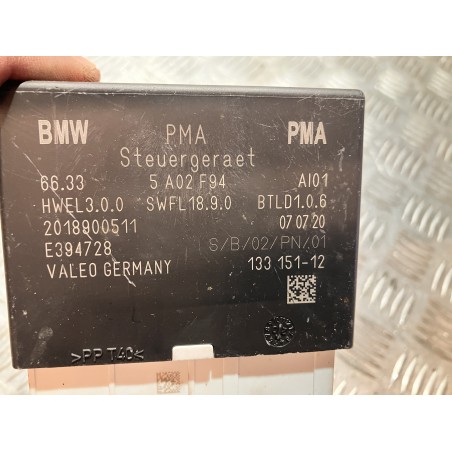 BMW PMA PMA
Steuergeraet
66.33 5 A02 F94 AI01
HWEL3.0.0 SWFL18.9.0 BTLD1.0.6
2018900511 07.07.20
E394728 S/B/02/PN/01
VALEO GERMANY 133 151-12
>PP T40<